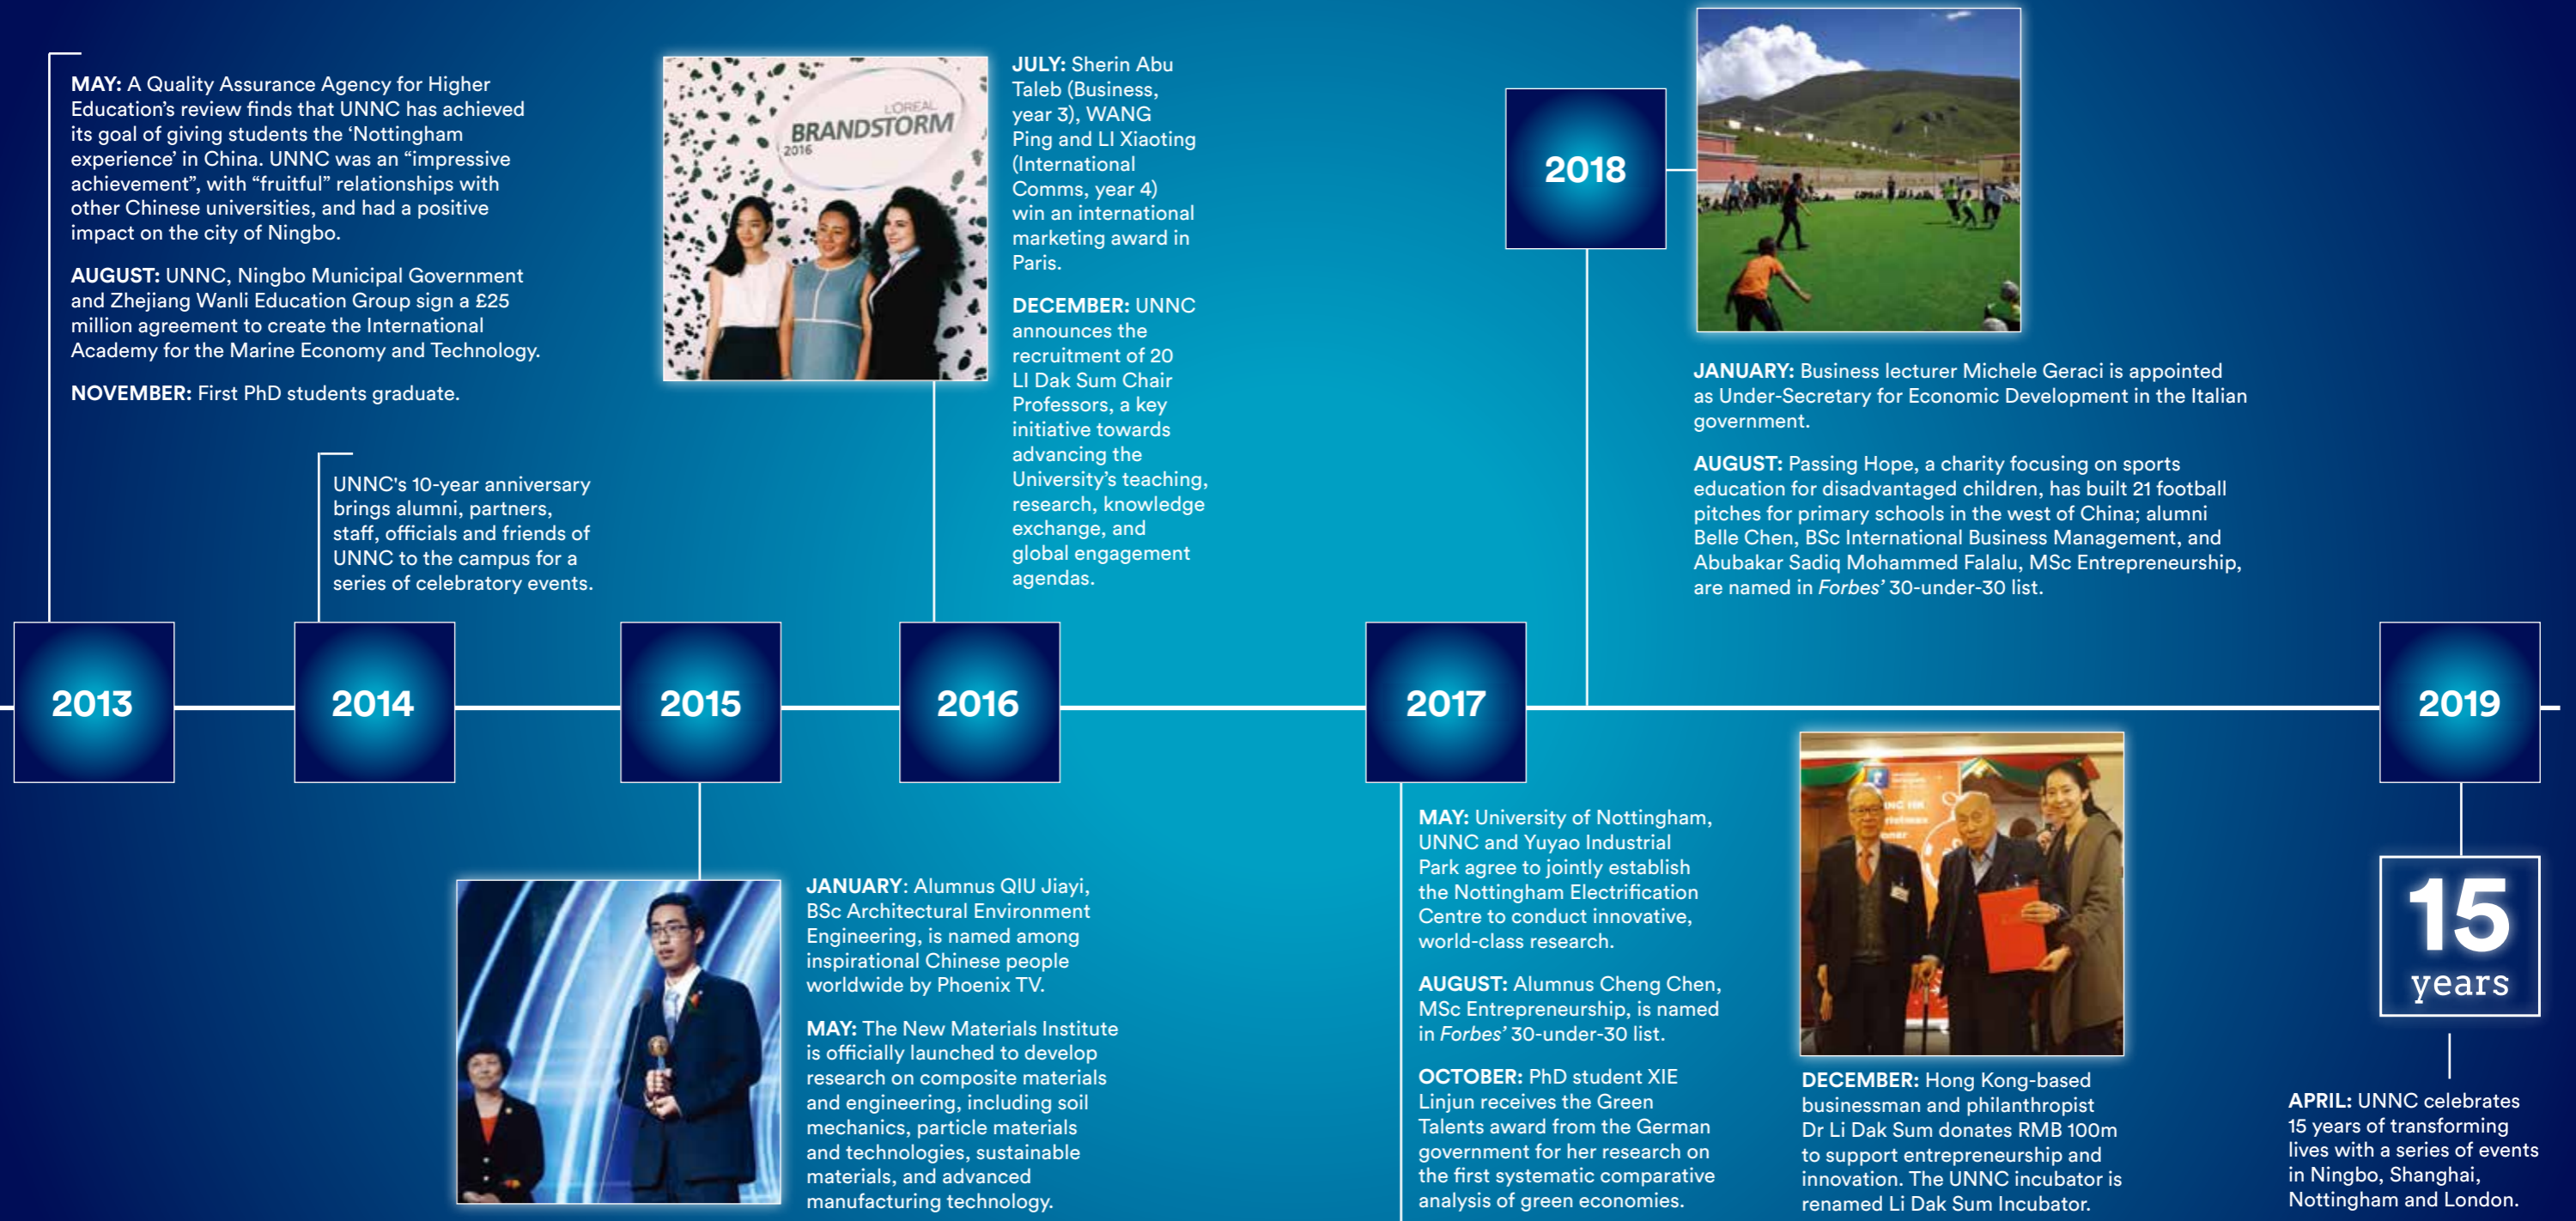 MAY: A Quality Assurance Agency for Higher
Education’s review finds that UNNC has achieved
its goal of giving students the ‘Nottingham
experience’ in China. UNNC was an “impressive
achievement”, with “fruitful” relationships with
other Chinese universities, and had a positive
impact on the city of Ningbo.
AUGUST: UNNC, Ningbo Municipal Government
and Zhejiang Wanli Education Group sign a £25
million agreement to create the International
Academy for the Marine Economy and Technology.
NOVEMBER: First PhD students graduate.
2013
UNNC's 10-year anniversary
brings alumni, partners,
staff, officials and friends of
UNNC to the campus for a
series of celebratory events.
2014
2015
JANUARY: Alumnus QIU Jiayi,
BSc Architectural Environment
Engineering, is named among
inspirational Chinese people
worldwide by Phoenix TV.
MAY: The New Materials Institute
is officially launched to develop
research on composite materials
and engineering, including soil
mechanics, particle materials
and technologies, sustainable
materials, and advanced
manufacturing technology.
L'OREAL
BRANDSTORM
2016
JULY: Sherin Abu
Taleb (Business,
year 3), WANG
Ping and LI Xiaoting
(International
Comms, year 4)
win an international
marketing award in
Paris.
DECEMBER: UNNC
announces the
recruitment of 20
LI Dak Sum Chair
Professors, a key
initiative towards
advancing the
University’s teaching,
research, knowledge
exchange, and
global engagement
agendas.
2016
2017
MAY: University of Nottingham,
UNNC and Yuyao Industrial
Park agree to jointly establish
the Nottingham Electrification
Centre to conduct innovative,
world-class research.
AUGUST: Alumnus Cheng Chen,
MSc Entrepreneurship, is named
in Forbes’ 30-under-30 list.
OCTOBER: PhD student XIE
Linjun receives the Green
Talents award from the German
government for her research on
the first systematic comparative
analysis of green economies.
2018
JANUARY: Business lecturer Michele Geraci is appointed
as Under-Secretary for Economic Development in the Italian
government.
AUGUST: Passing Hope, a charity focusing on sports
education for disadvantaged children, has built 21 football
pitches for primary schools in the west of China; alumni
Belle Chen, BSc International Business Management, and
Abubakar Sadiq Mohammed Falalu, MSc Entrepreneurship,
are named in Forbes’ 30-under-30 list.
DECEMBER: Hong Kong-based
businessman and philanthropist
Dr Li Dak Sum donates RMB 100m
to support entrepreneurship and
innovation. The UNNC incubator is
renamed Li Dak Sum Incubator.
2019
15
years
APRIL: UNNC celebrates
15 years of transforming
lives with a series of events
in Ningbo, Shanghai,
Nottingham and London.